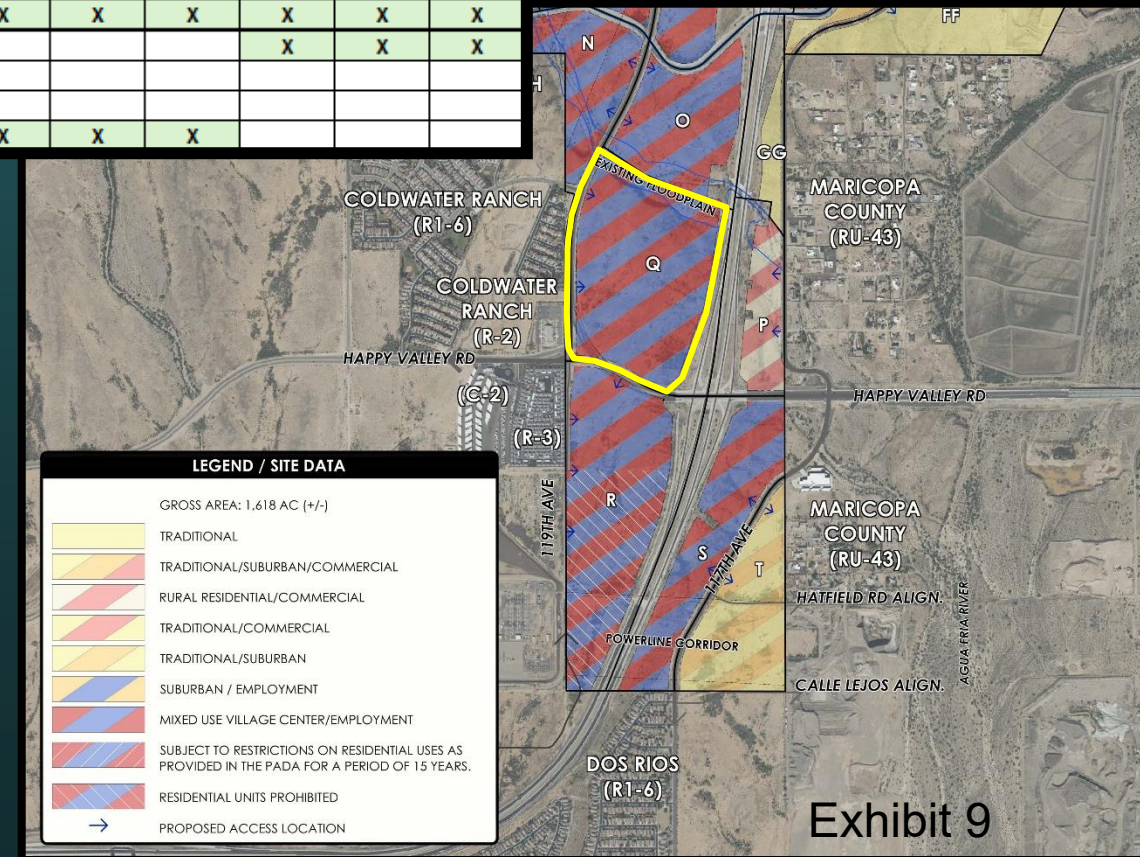 X X X X X X
X X X
X X X
FF
N
H
O
GG
EXISTING FLOODPLAIN
MARICOPA
COUNTY
(RU-43)
COLDWATER RANCH
(R1-6)
Q
COLDWATER
RANCH
(R-2)
P
HAPPY VALLEY RD
HAPPY VALLEY RD
(C-2)
(R-3)
LEGEND / SITE DATA
GROSS AREA: 1,618 AC (+/-)
TRADITIONAL
TRADITIONAL/SUBURBAN/COMMERCIAL
RURAL RESIDENTIAL/COMMERCIAL
TRADITIONAL/COMMERCIAL
TRADITIONAL/SUBURBAN
SUBURBAN / EMPLOYMENT
MIXED USE VILLAGE CENTER/EMPLOYMENT
SUBJECT TO RESTRICTIONS ON RESIDENTIAL USES AS
PROVIDED IN THE PADA FOR A PERIOD OF 15 YEARS.
RESIDENTIAL UNITS PROHIBITED
PROPOSED ACCESS LOCATION
119TH AVE
R
S
117TH AVE
T
MARICOPA
COUNTY
(RU-43)
HATFIELD RD ALIGN.
AGUA FRIA RIVER
POWERLINE CORRIDOR
CALLE LEJOS ALIGN.
DOS RIOS
(R1-6)
Exhibit 9